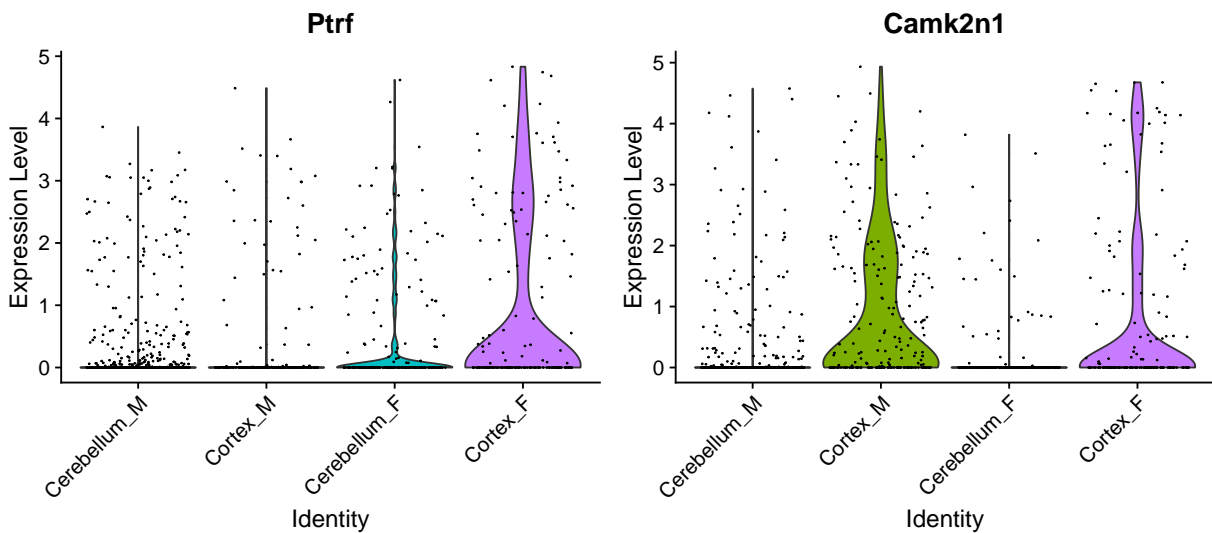 Ptrf
Expression Level
5
4
3
2
1
0
Cerebellum_M
Cortex_M
Cerebellum_F
Cortex_F
Identity
Camk2n1
Expression Level
5
4
3
2
1
0
Cerebellum_M
Cortex_M
Cerebellum_F
Cortex_F
Identity